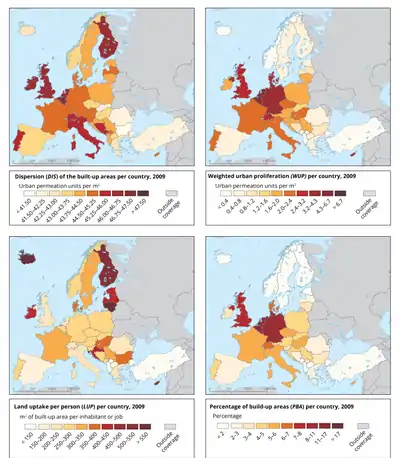 Dispersion (DIS) of the built-up areas per country, 2009
Urban permeation units per m²
< 41.50
41.50–42.25
42.25–43.00
43.00–43.75
43.75–44.50
44.50–45.25
45.25–46.00
46.00–46.75
46.75–47.50
> 47.50
Outside
coverage
Weighted urban proliferation (WUP) per country, 2009
Urban permeation units per m²
< 0.4
0.4–0.8
0.8–1.2
1.2–1.6
1.6–2.0
2.0–2.4
2.4–3.2
3.2–4.3
4.3–6.7
> 6.7
Outside
coverage
Land uptake per person (LUP) per country, 2009
m² of built-up area per inhabitant or job
< 150
150–200
200–250
250–300
300–350
350–400
400–450
450–500
500–550
> 550
Outside
coverage
Percentage of build-up areas (PBA) per country, 2009
Percentage
< 2
2–3
3–4
4–5
5–6
6–7
7–8
8–11
11–17
> 17
Outside
coverage